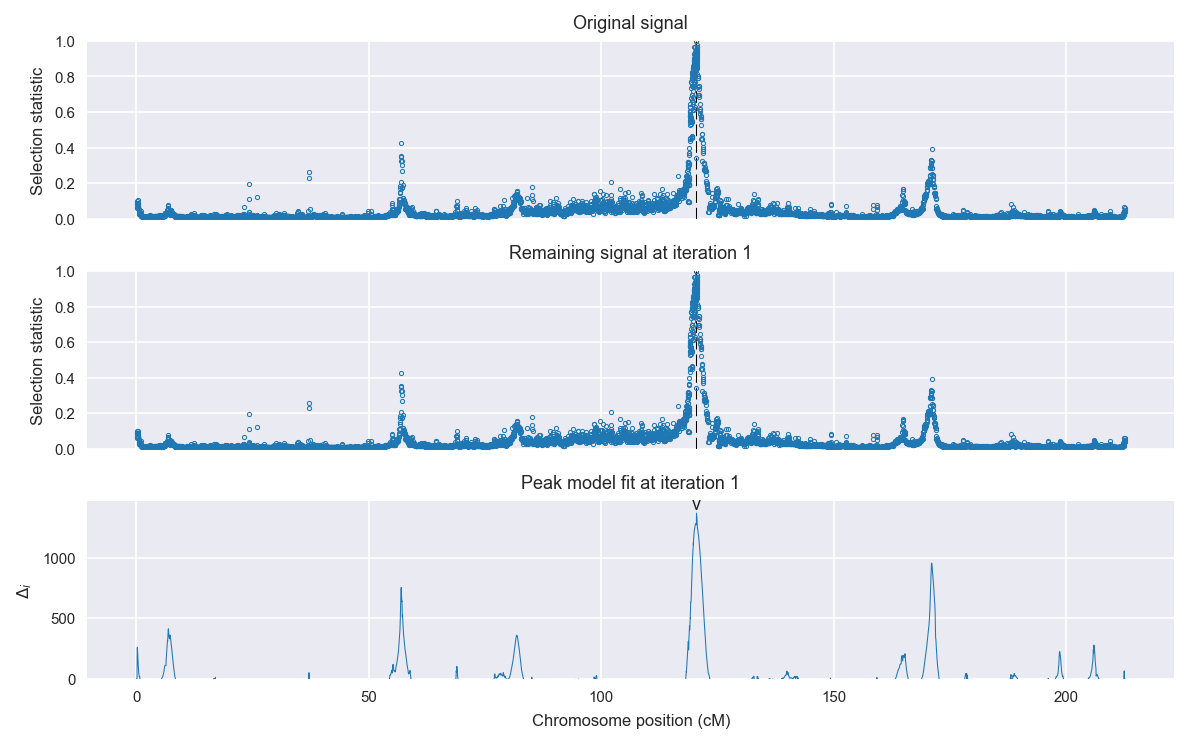 Original signal
1.0
0.8
0.6
0.4
0.2
0.0
Selection statistic
Remaining signal at iteration 1
1.0
0.8
0.6
0.4
0.2
0.0
Selection statistic
Peak model fit at iteration 1
v
1000
500
0
Δi
0
50
100
150
200
Chromosome position (cM)